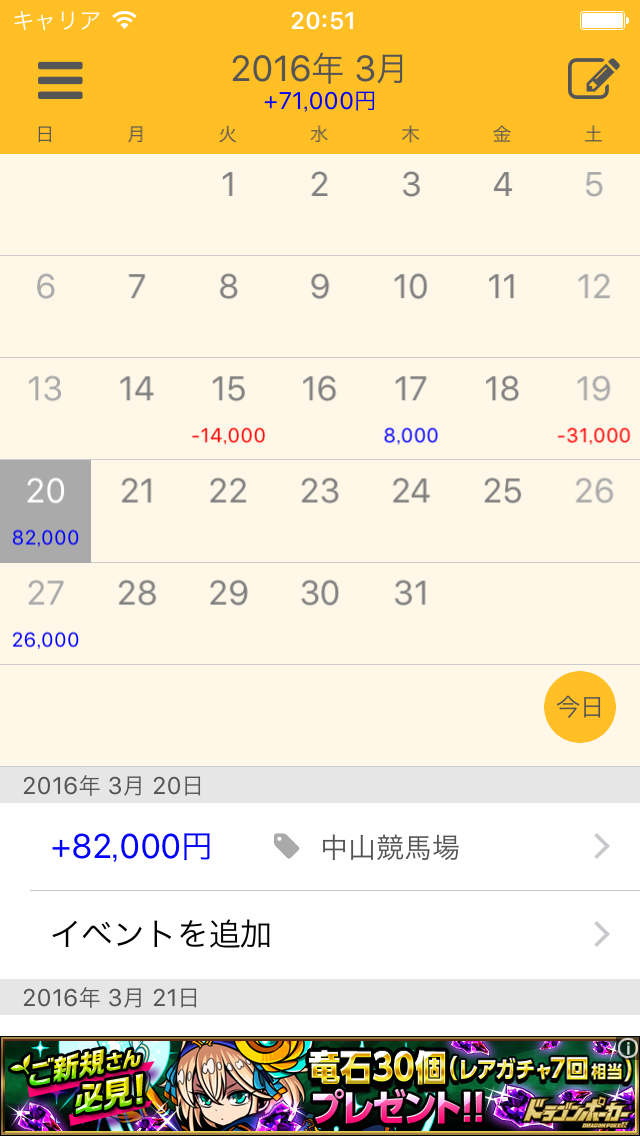 キャリア 20:51
2016年 3月
+71,000円
日 月 火 水 木 金 土
1 2 3 4 5
6 7 8 9 10 11 12
13 14 15 16 17 18 19
-14,000 8,000 -31,000
20 21 22 23 24 25 26
82,000
27 28 29 30 31
26,000
今日
2016年 3月 20日
+82,000円 中山競馬場
イベントを追加
2016年 3月 21日
ご新規さん
必見!
竜石30個(レアガチャ7回相当)
プレゼント!!
ドラゴンポーカー
DRAGON POKER